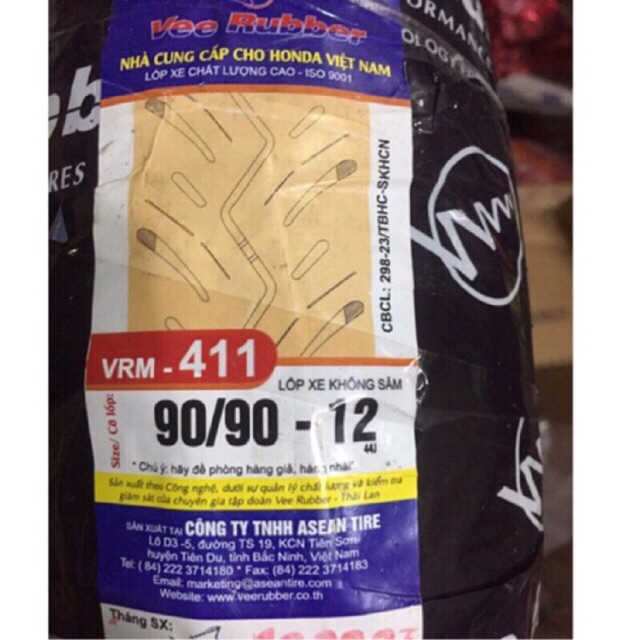 Vee Rubber
NHÀ CUNG CẤP CHO HONDA VIỆT NAM
LỐP XE CHẤT LƯỢNG CAO - ISO 9001
ORMANC
OLOGY
RES
CBCL: 298-23/TBHC-SKHCN
VRM - 411
LỐP XE KHÔNG SĂM
Size/ Cỡ lốp:
90/90 - 12
44J
* Chú ý: hãy đề phòng hàng giả, hàng nhái *
Sản xuất theo Công nghệ, dưới sự quản lý chất lượng và kiểm tra
giám sát của chuyên gia tập đoàn Vee Rubber - Thái Lan
SẢN XUẤT TẠI CÔNG TY TNHH ASEAN TIRE
Lô D3 -5, đường TS 19, KCN Tiên Sơn-
huyện Tiên Du, tỉnh Bắc Ninh, Việt Nam
Tel: ( 84) 222 3714180 * Fax: (84) 222 3714183
Email: marketing@aseantire.com
Website: www.veerubber.co.th
Tháng SX: